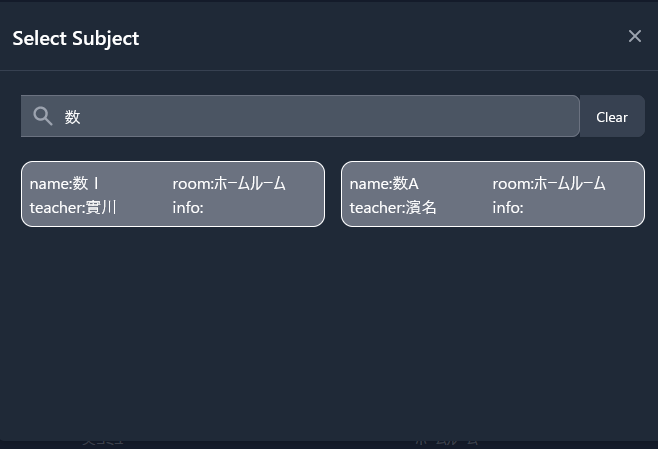 Select Subject
数
Clear
name:数Ⅰ room:ホームルーム
teacher:實川 info:
name:数A room:ホームルーム
teacher:濱名 info: